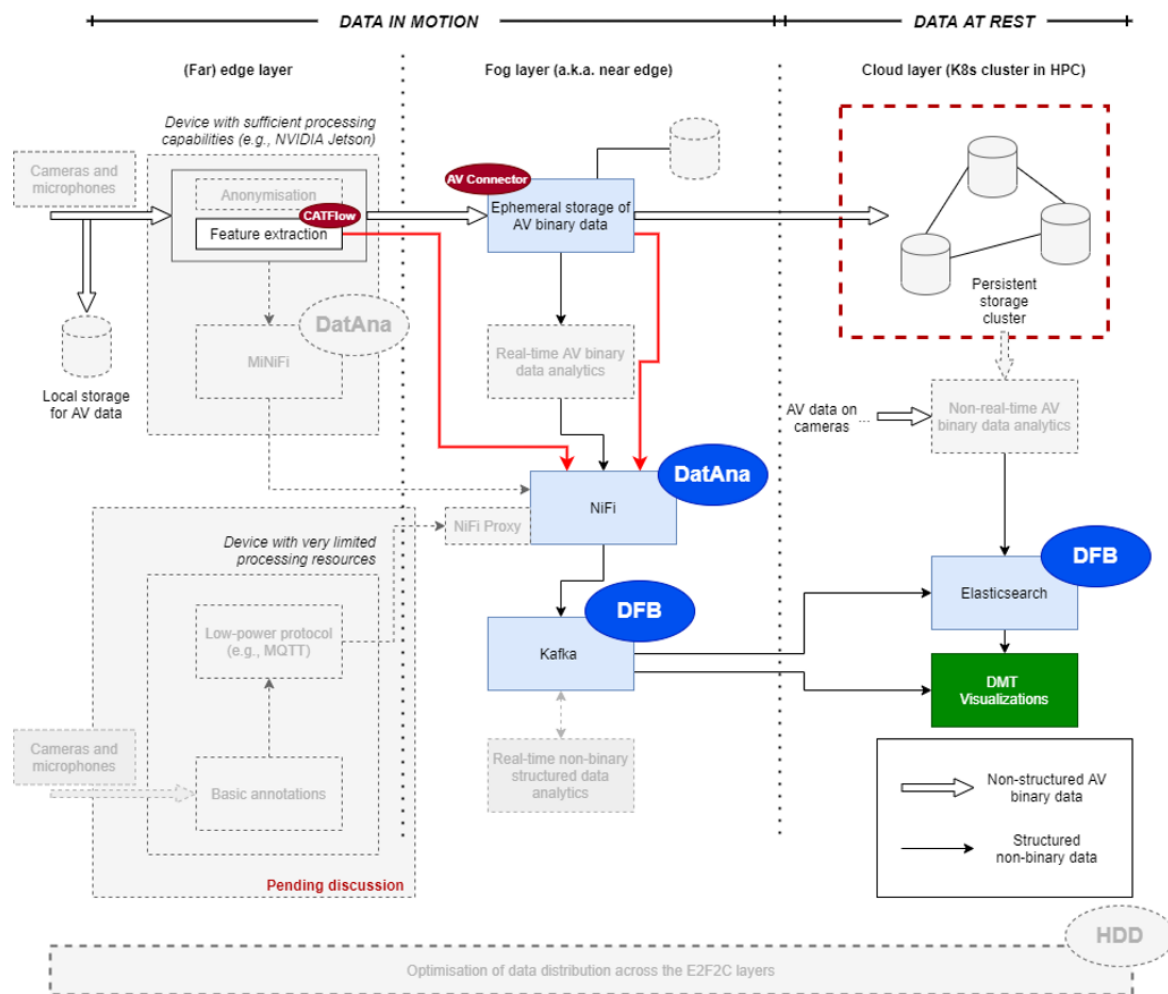 DATA IN MOTION
DATA AT REST
(Far) edge layer
Fog layer (a.k.a. near edge)
Cloud layer (K8s cluster in HPC)
Device with sufficient processing
capabilities (e.g., NVIDIA Jetson)
Cameras and
microphones
Anonymisation
CATFlow
Feature extraction
AV Connector
Ephemeral storage of
AV binary data
Persistent
storage
cluster
DatAna
MiNiFi
Local storage
for AV data
Real-time AV binary
data analytics
AV data on
cameras ...
Non-real-time AV
binary data analytics
DatAna
NiFi
NiFi Proxy
Device with very limited
processing resources
DFB
Kafka
DFB
Elasticsearch
Low-power protocol
(e.g., MQTT)
DMT
Visualizations
Cameras and
microphones
Basic annotations
Real-time non-binary
structured data
analytics
Non-structured AV
binary data
Structured
non-binary data
Pending discussion
HDD
Optimisation of data distribution across the E2F2C layers